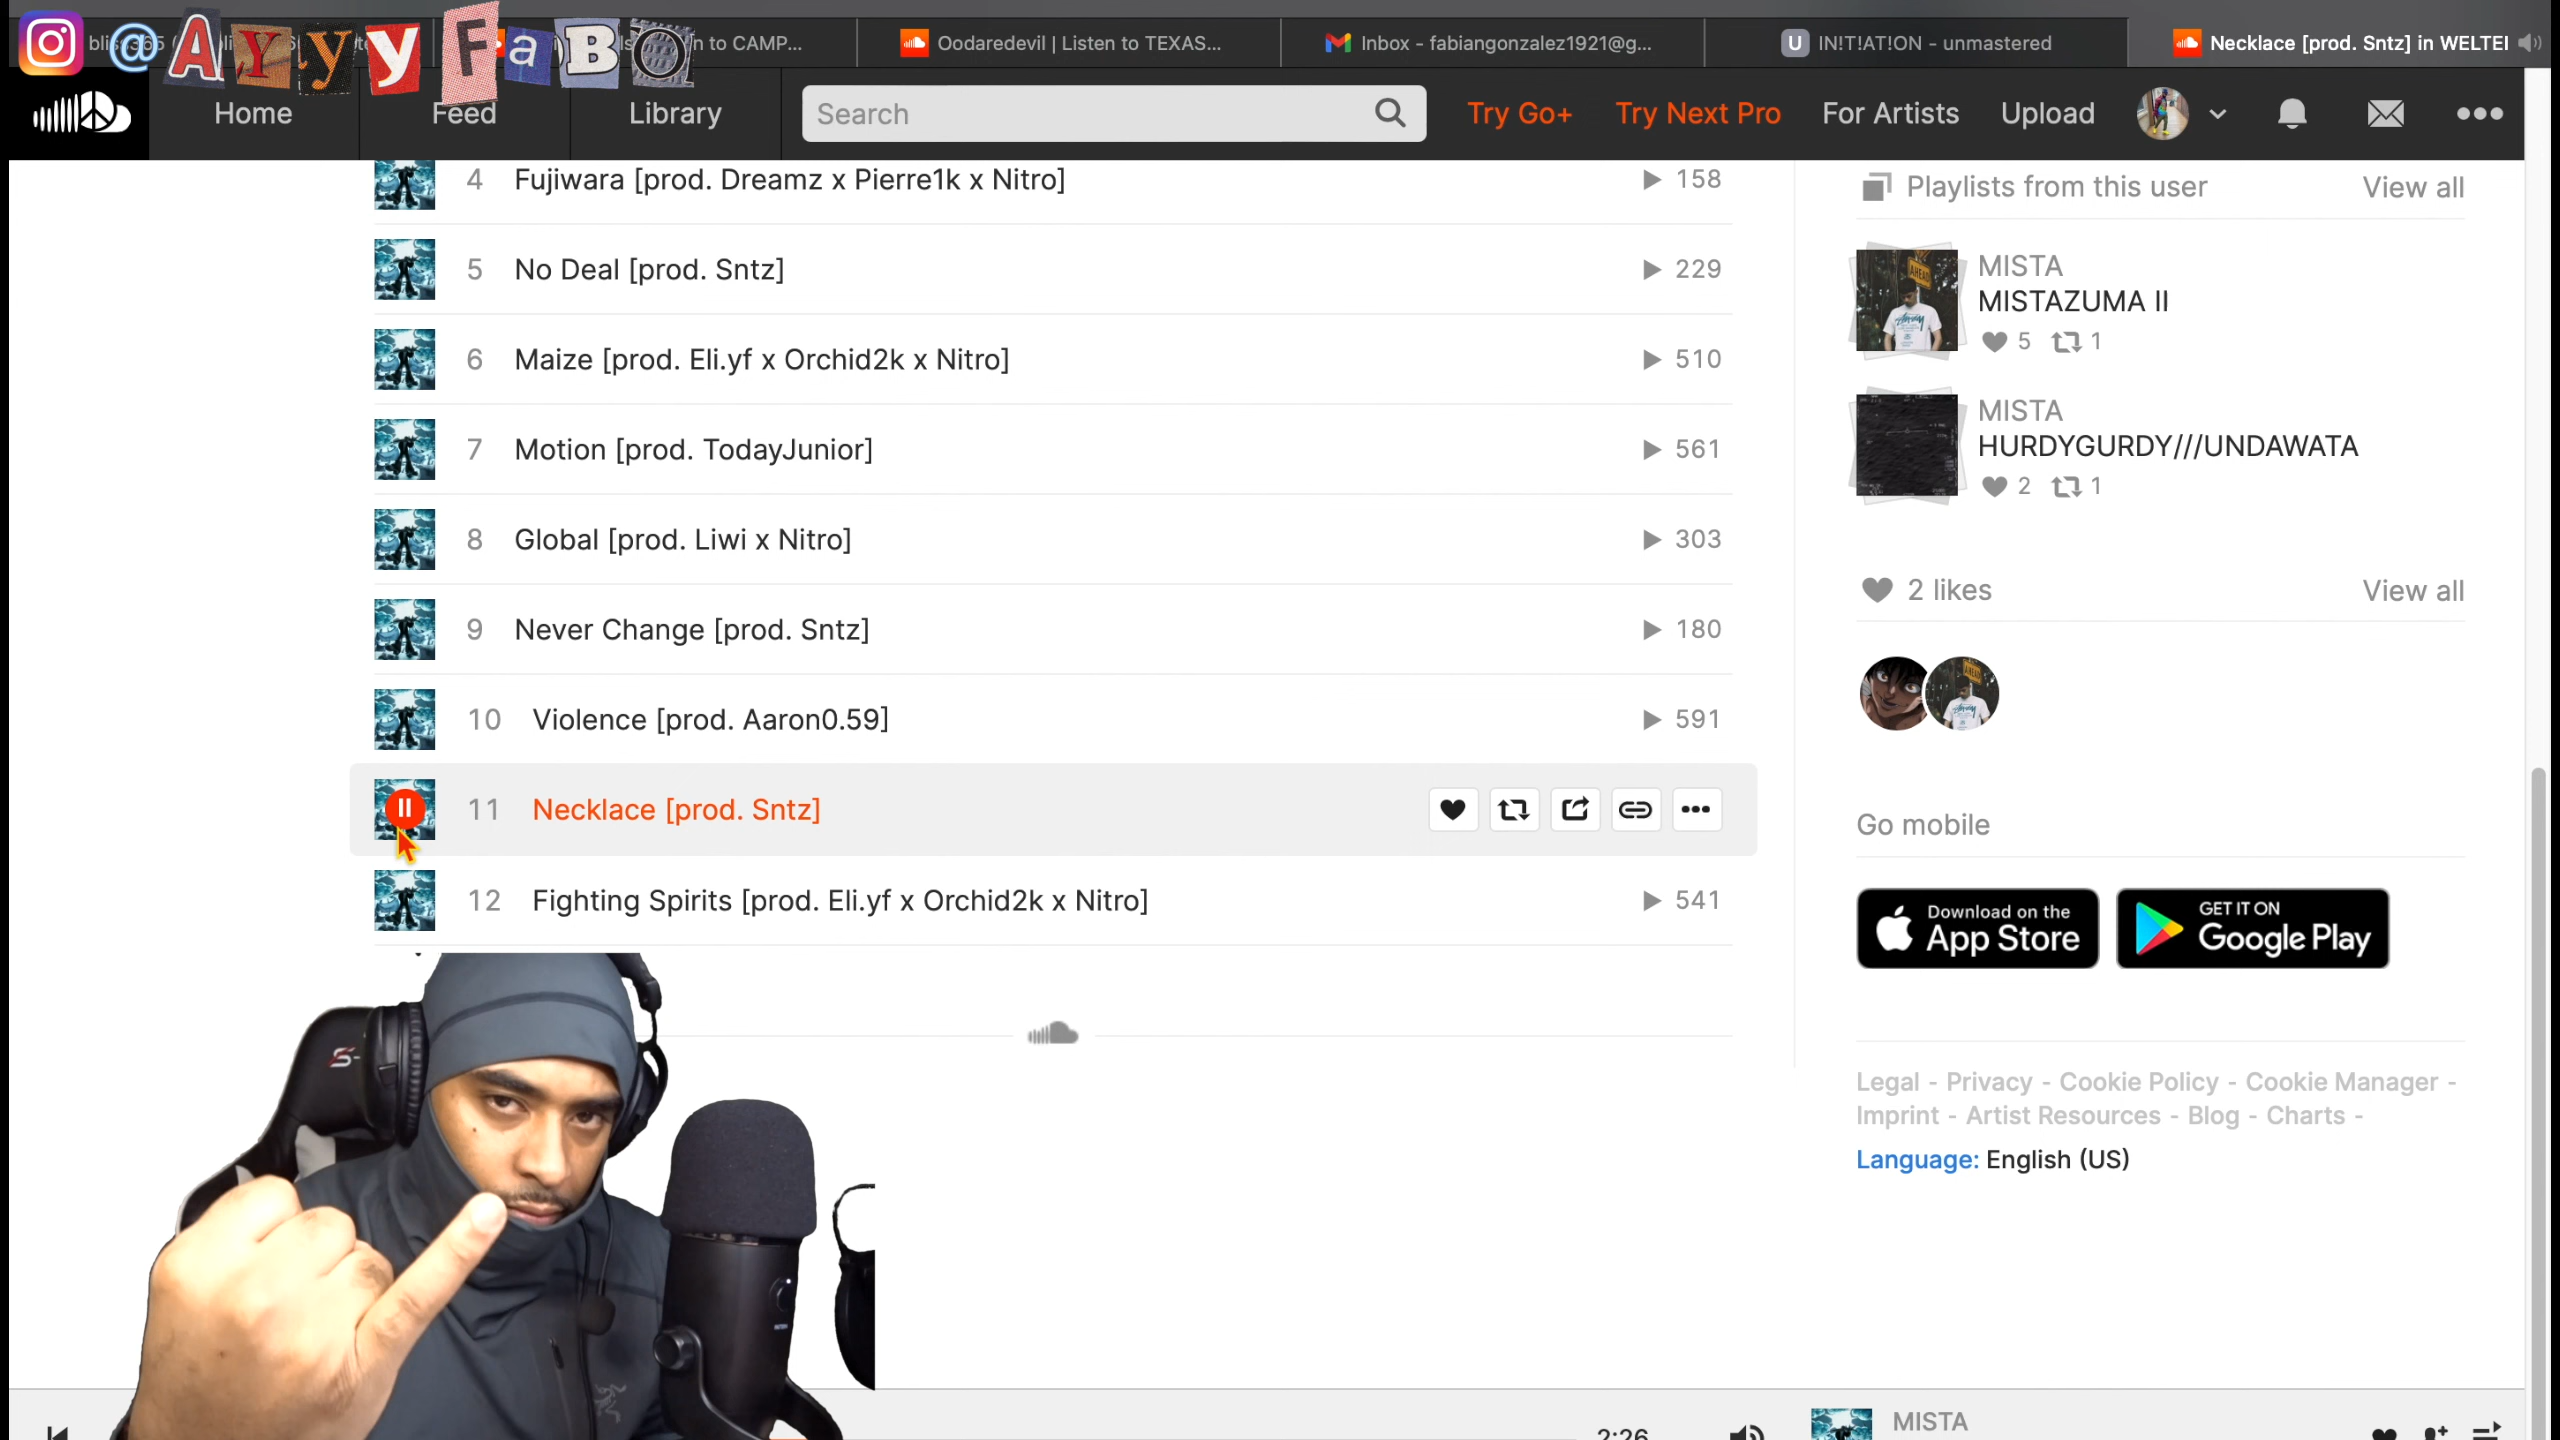 @AYyyFaBO
n to CAMP...
Oodaredevil | Listen to TEXAS...
Inbox - fabiangonzalez1921@g...
U IN!T!AT!ON - unmastered
Necklace [prod. Sntz] in WELTEI
Home
Feed
Library
Search
Try Go+
Try Next Pro
For Artists
Upload
4 Fujiwara [prod. Dreamz x Pierre1k x Nitro] 158
5 No Deal [prod. Sntz] 229
6 Maize [prod. Eli.yf x Orchid2k x Nitro] 510
7 Motion [prod. TodayJunior] 561
8 Global [prod. Liwi x Nitro] 303
9 Never Change [prod. Sntz] 180
10 Violence [prod. Aaron0.59] 591
11 Necklace [prod. Sntz]
12 Fighting Spirits [prod. Eli.yf x Orchid2k x Nitro] 541
Playlists from this user View all
MISTA
MISTAZUMA II
5 1
MISTA
HURDYGURDY///UNDAWATA
2 1
2 likes View all
AHEAD
Go mobile
Download on the
App Store
GET IT ON
Google Play
Legal - Privacy - Cookie Policy - Cookie Manager -
Imprint - Artist Resources - Blog - Charts -
Language: English (US)
2:26
MISTA